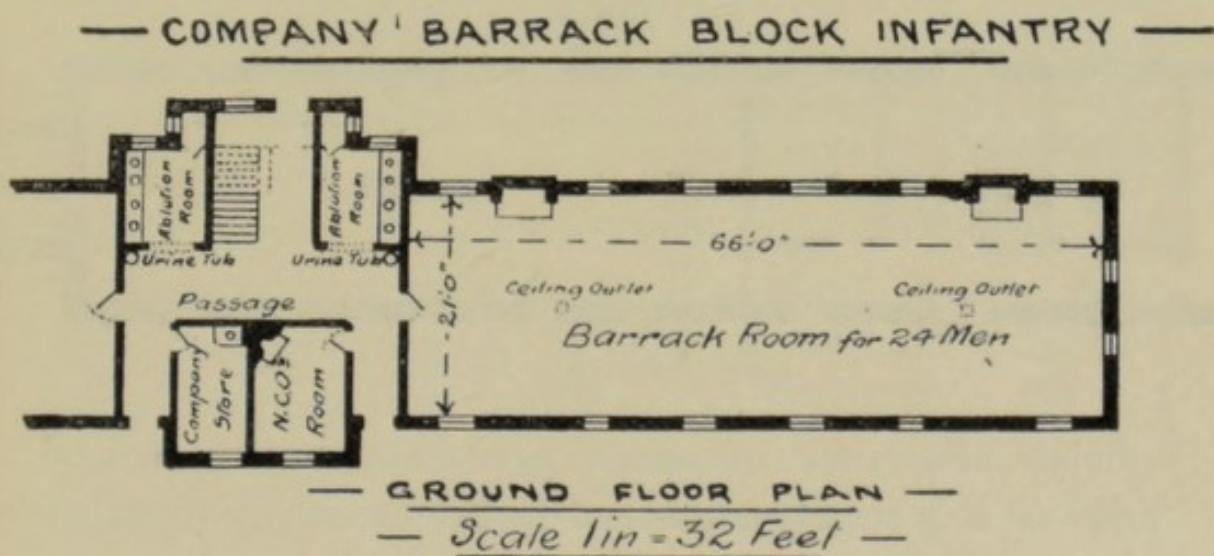 COMPANY BARRACK BLOCK INFANTRY
Ablution Room
Ablution Room
Urine Tub
Urine Tub
Passage
Company Store
N.C.O's Room
66'·0"
21'·0"
Ceiling Outlet
Ceiling Outlet
Barrack Room for 24 Men
GROUND FLOOR PLAN
Scale 1in = 32 Feet